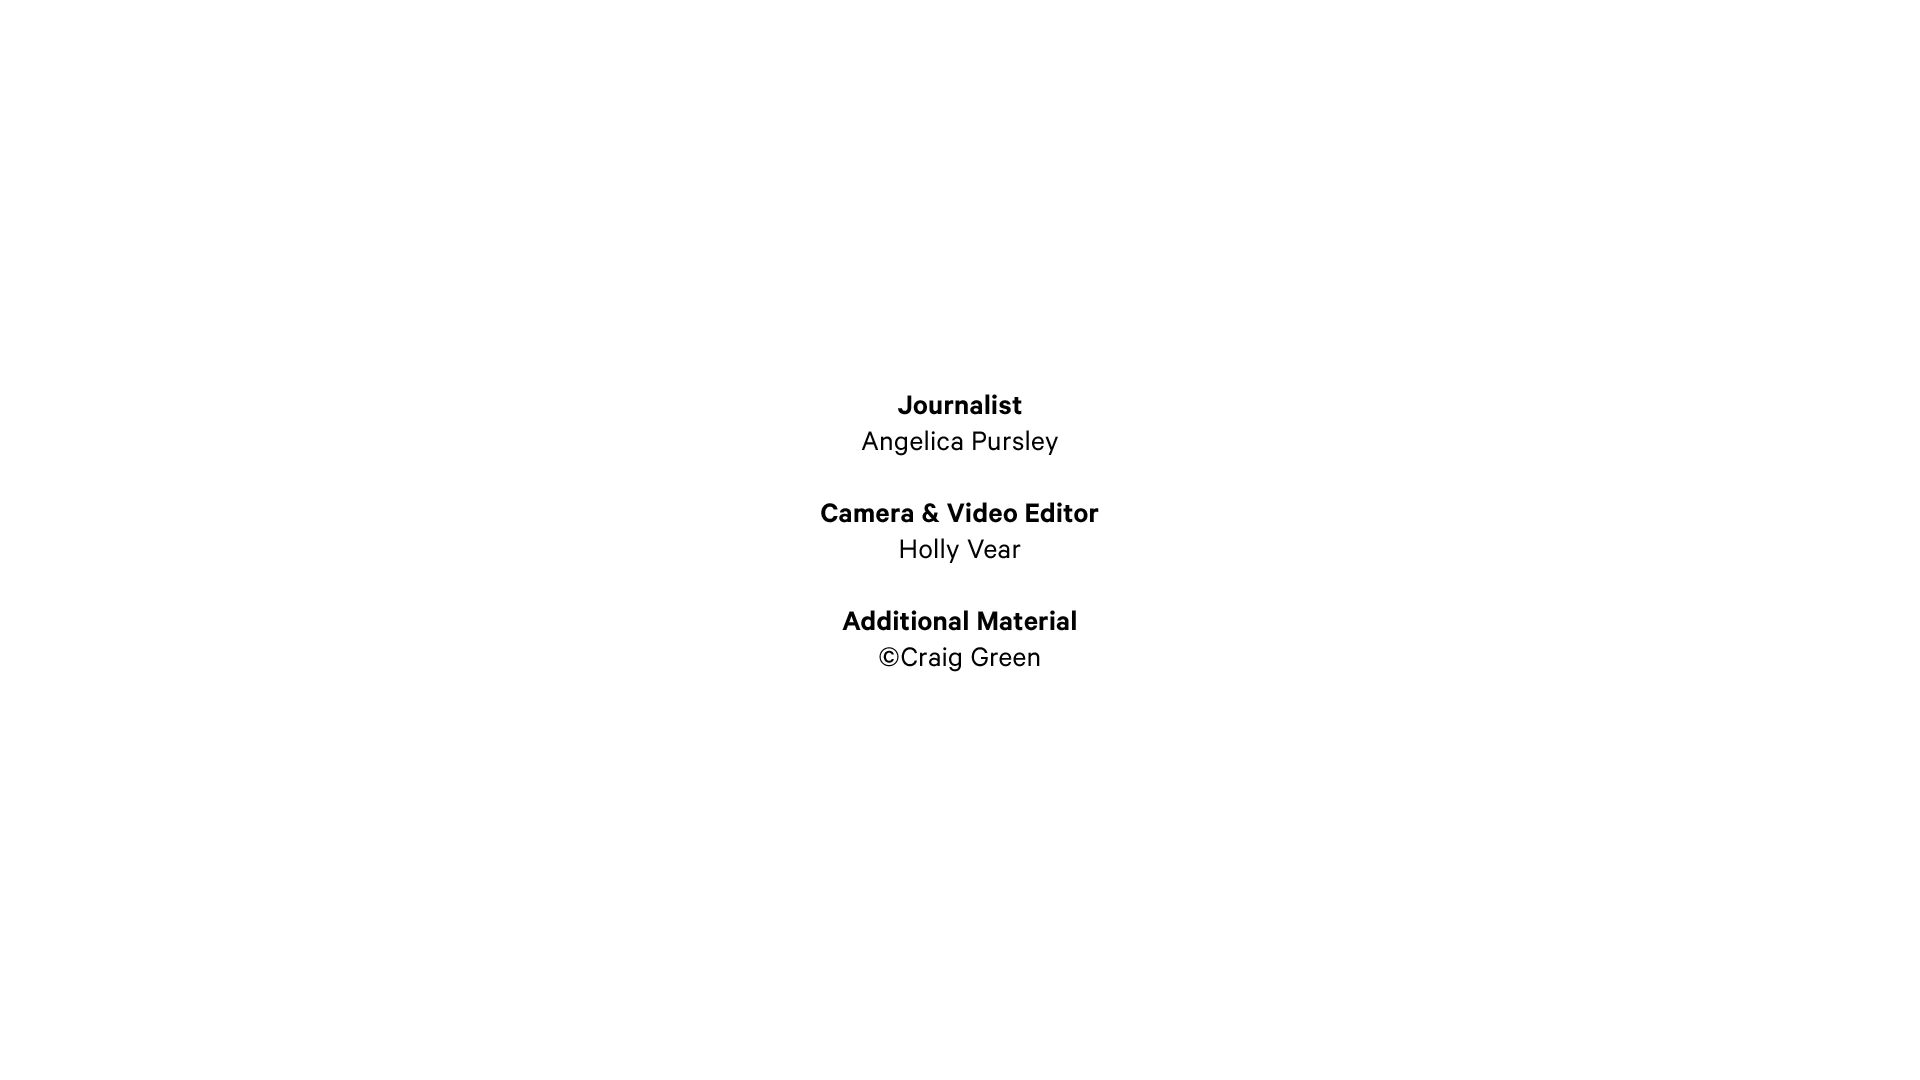 Journalist
Angelica Pursley
Camera & Video Editor
Holly Vear
Additional Material
©Craig Green